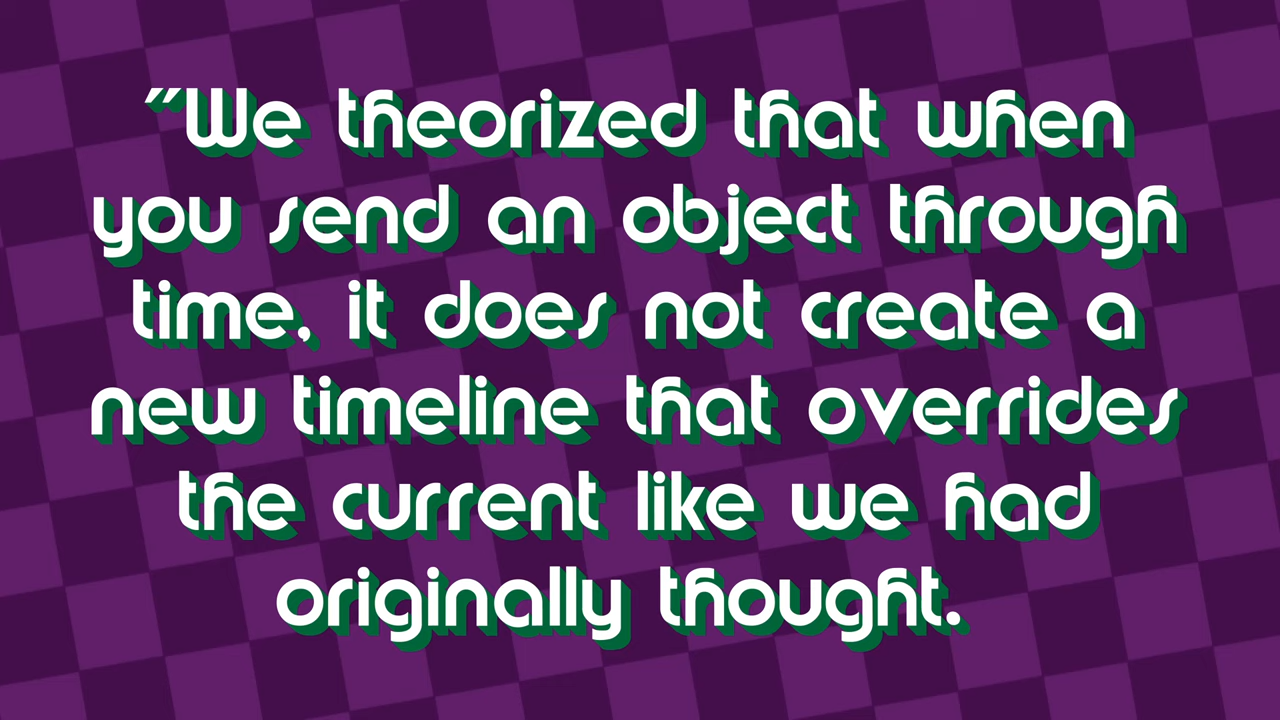 "We theorized that when
you send an object through
time, it does not create a
new timeline that overrides
the current like we had
originally thought.